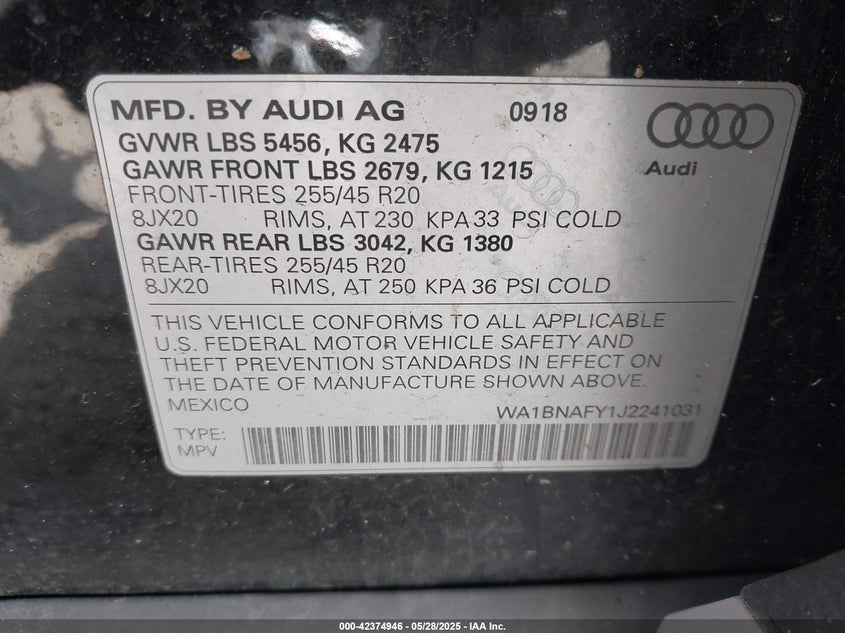 MFD. BY AUDI AG 0918
GVWR LBS 5456, KG 2475
GAWR FRONT LBS 2679, KG 1215
Audi
FRONT-TIRES 255/45 R20
8JX20 RIMS, AT 230 KPA 33 PSI COLD
GAWR REAR LBS 3042, KG 1380
REAR-TIRES 255/45 R20
8JX20 RIMS, AT 250 KPA 36 PSI COLD
THIS VEHICLE CONFORMS TO ALL APPLICABLE
U.S. FEDERAL MOTOR VEHICLE SAFETY AND
THEFT PREVENTION STANDARDS IN EFFECT ON
THE DATE OF MANUFACTURE SHOWN ABOVE.
MEXICO WA1BNAFY1J2241031
TYPE:
MPV
000-42374946 - 05/28/2025 - IAA Inc.